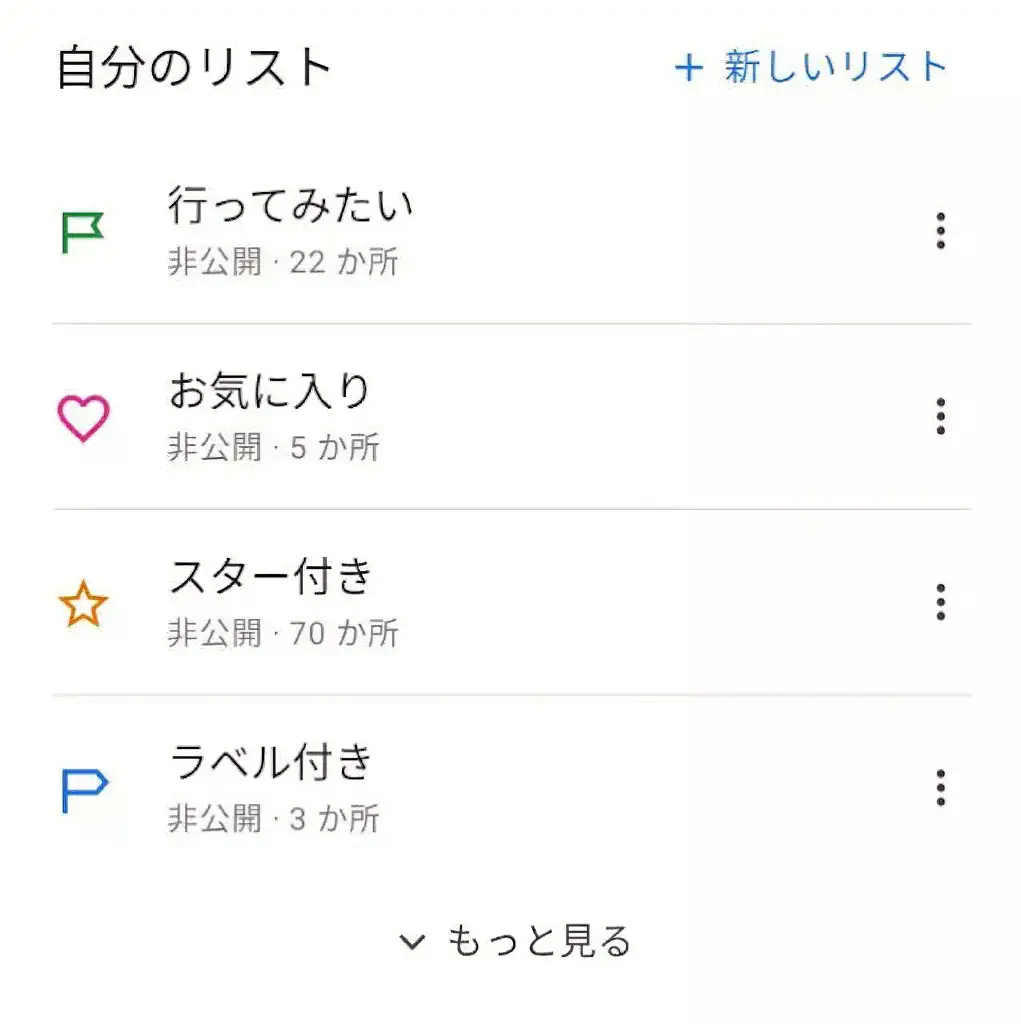 自分のリスト
+ 新しいリスト
行ってみたい
非公開 · 22 か所
お気に入り
非公開 · 5 か所
スター付き
非公開 · 70 か所
ラベル付き
非公開 · 3 か所
もっと見る